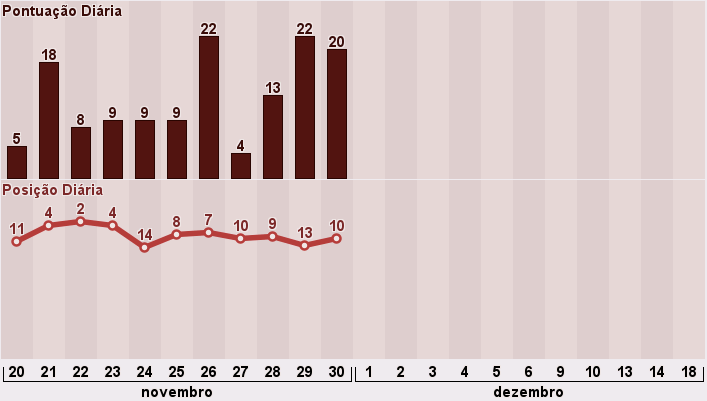 Pontuação Diária
5 18 8 9 9 9 22 4 13 22 20
Posição Diária
11 4 2 4 14 8 7 10 9 13 10
20 21 22 23 24 25 26 27 28 29 30 1 2 3 4 5 6 9 10 13 14 18
novembro dezembro